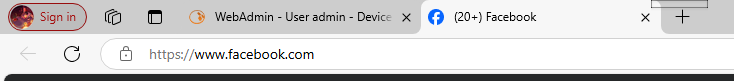 Sign in
WebAdmin - User admin - Device
(20+) Facebook
https://www.facebook.com